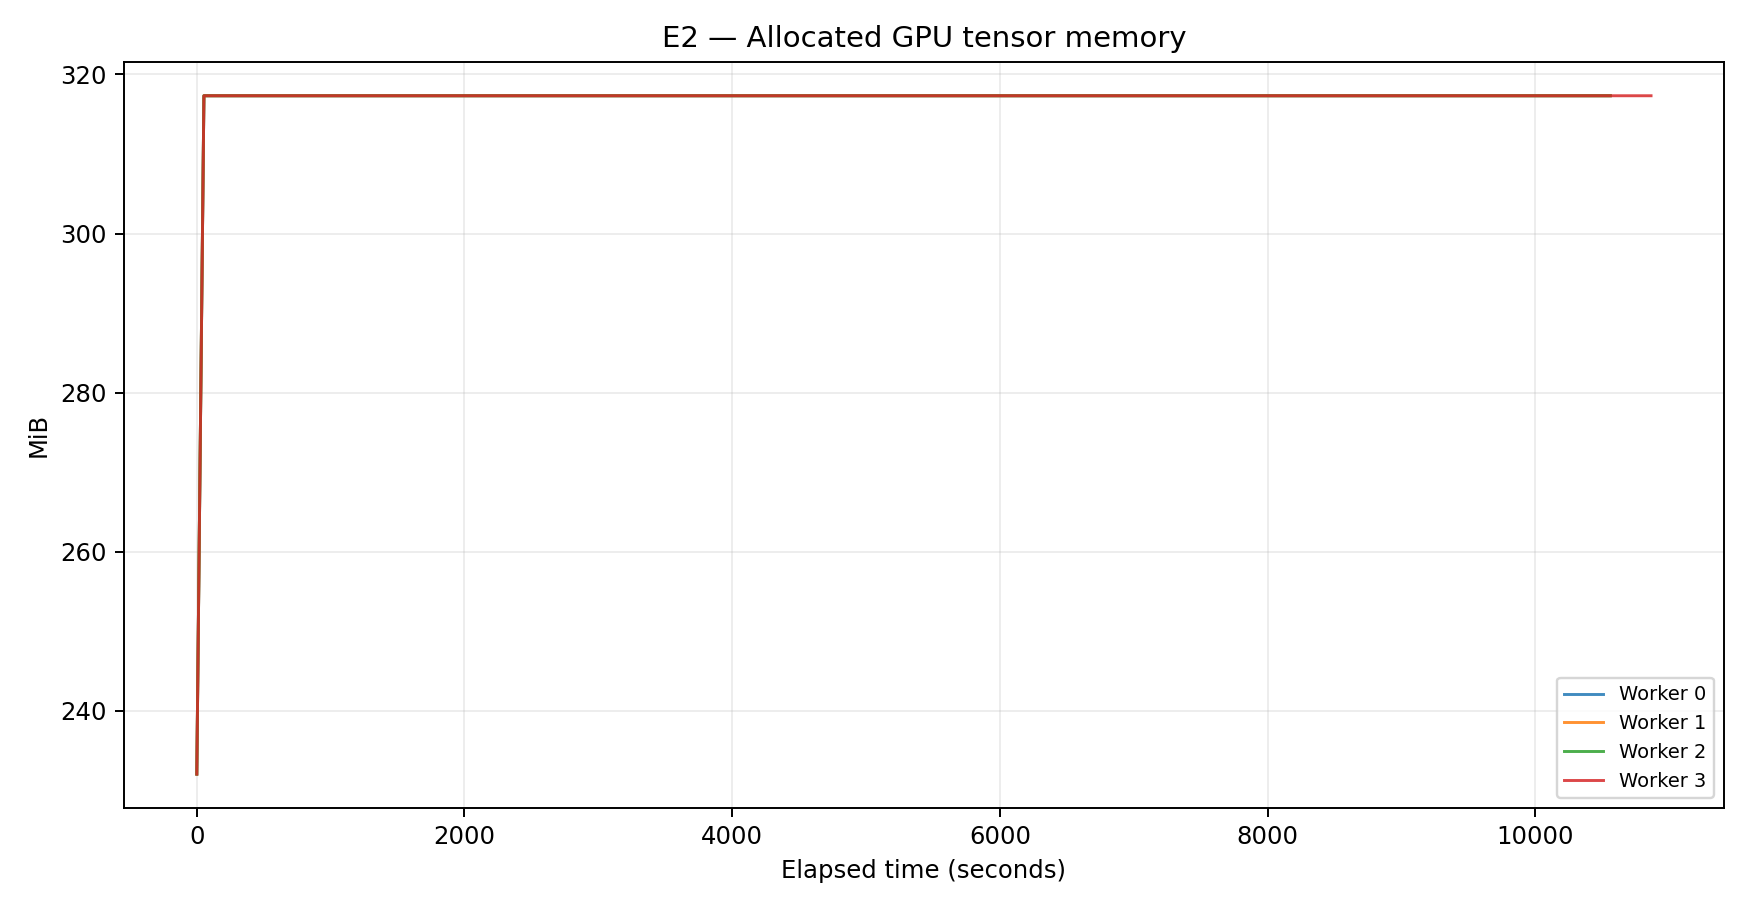 E2 — Allocated GPU tensor memory
320
300
280
260
240
MiB
0 2000 4000 6000 8000 10000
Elapsed time (seconds)
Worker 0
Worker 1
Worker 2
Worker 3